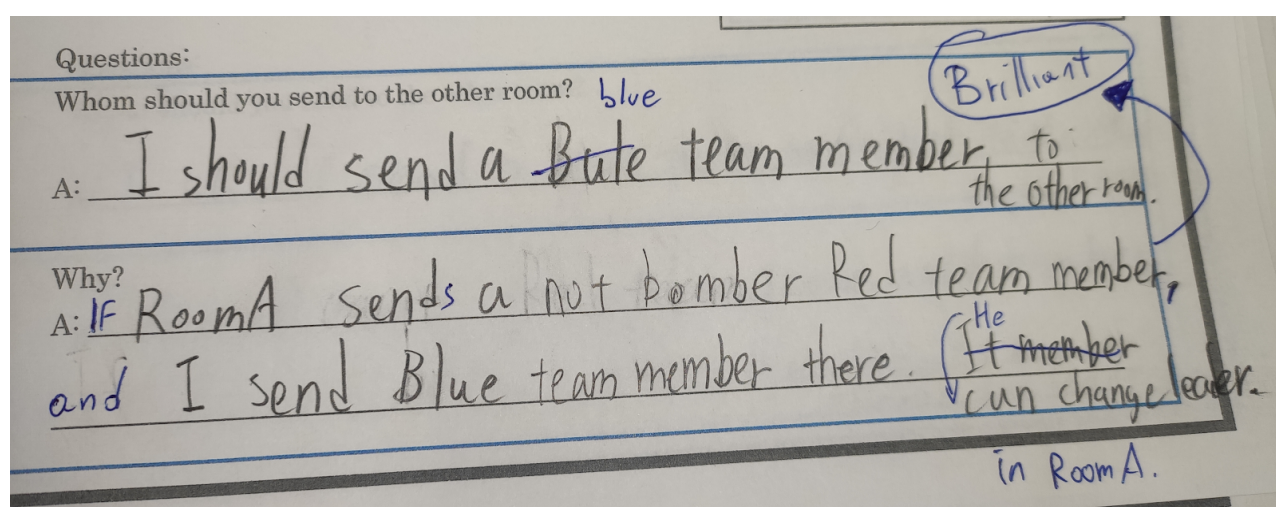 Questions:
Whom should you send to the other room? blue
Brilliant
A: I should send a Bute team member to
the other room.
Why?
A: IF RoomA sends a not bomber Red team member,
and I send Blue team member there. He
It member
can change leader.
in Room A.